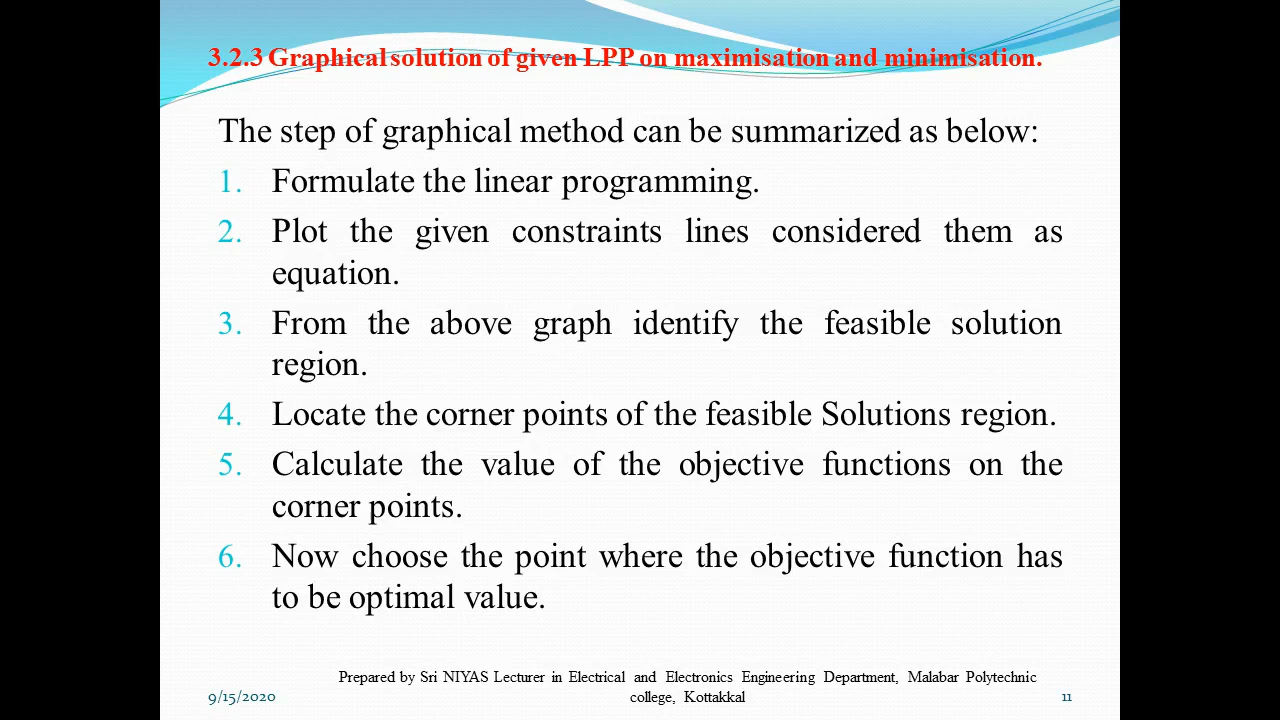 3.2.3 Graphical solution of given LPP on maximisation and minimisation.
The step of graphical method can be summarized as below:
1. Formulate the linear programming.
2. Plot the given constraints lines considered them as
equation.
3. From the above graph identify the feasible solution
region.
4. Locate the corner points of the feasible Solutions region.
5. Calculate the value of the objective functions on the
corner points.
6. Now choose the point where the objective function has
to be optimal value.
Prepared by Sri NIYAS Lecturer in Electrical and Electronics Engineering Department, Malabar Polytechnic
9/15/2020 college, Kottakkal 11